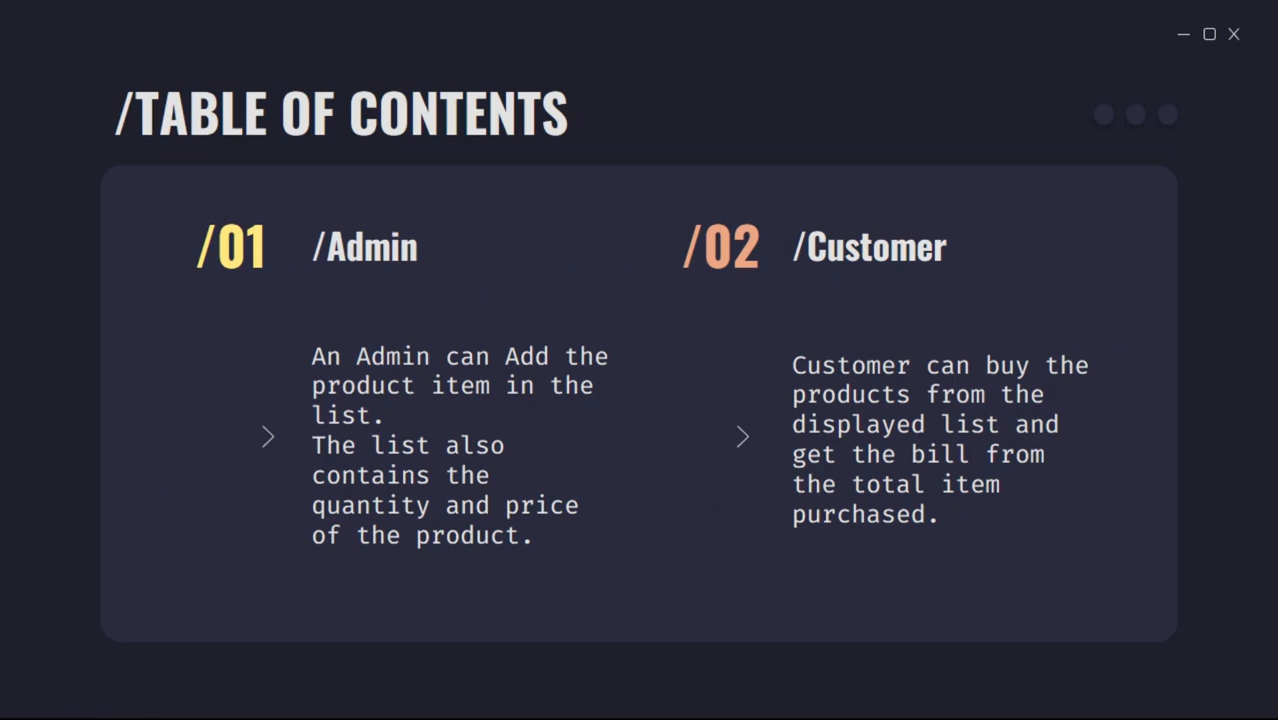 /TABLE OF CONTENTS
/01 /Admin
An Admin can Add the
product item in the
list.
The list also
contains the
quantity and price
of the product.
/02 /Customer
Customer can buy the
products from the
displayed list and
get the bill from
the total item
purchased.